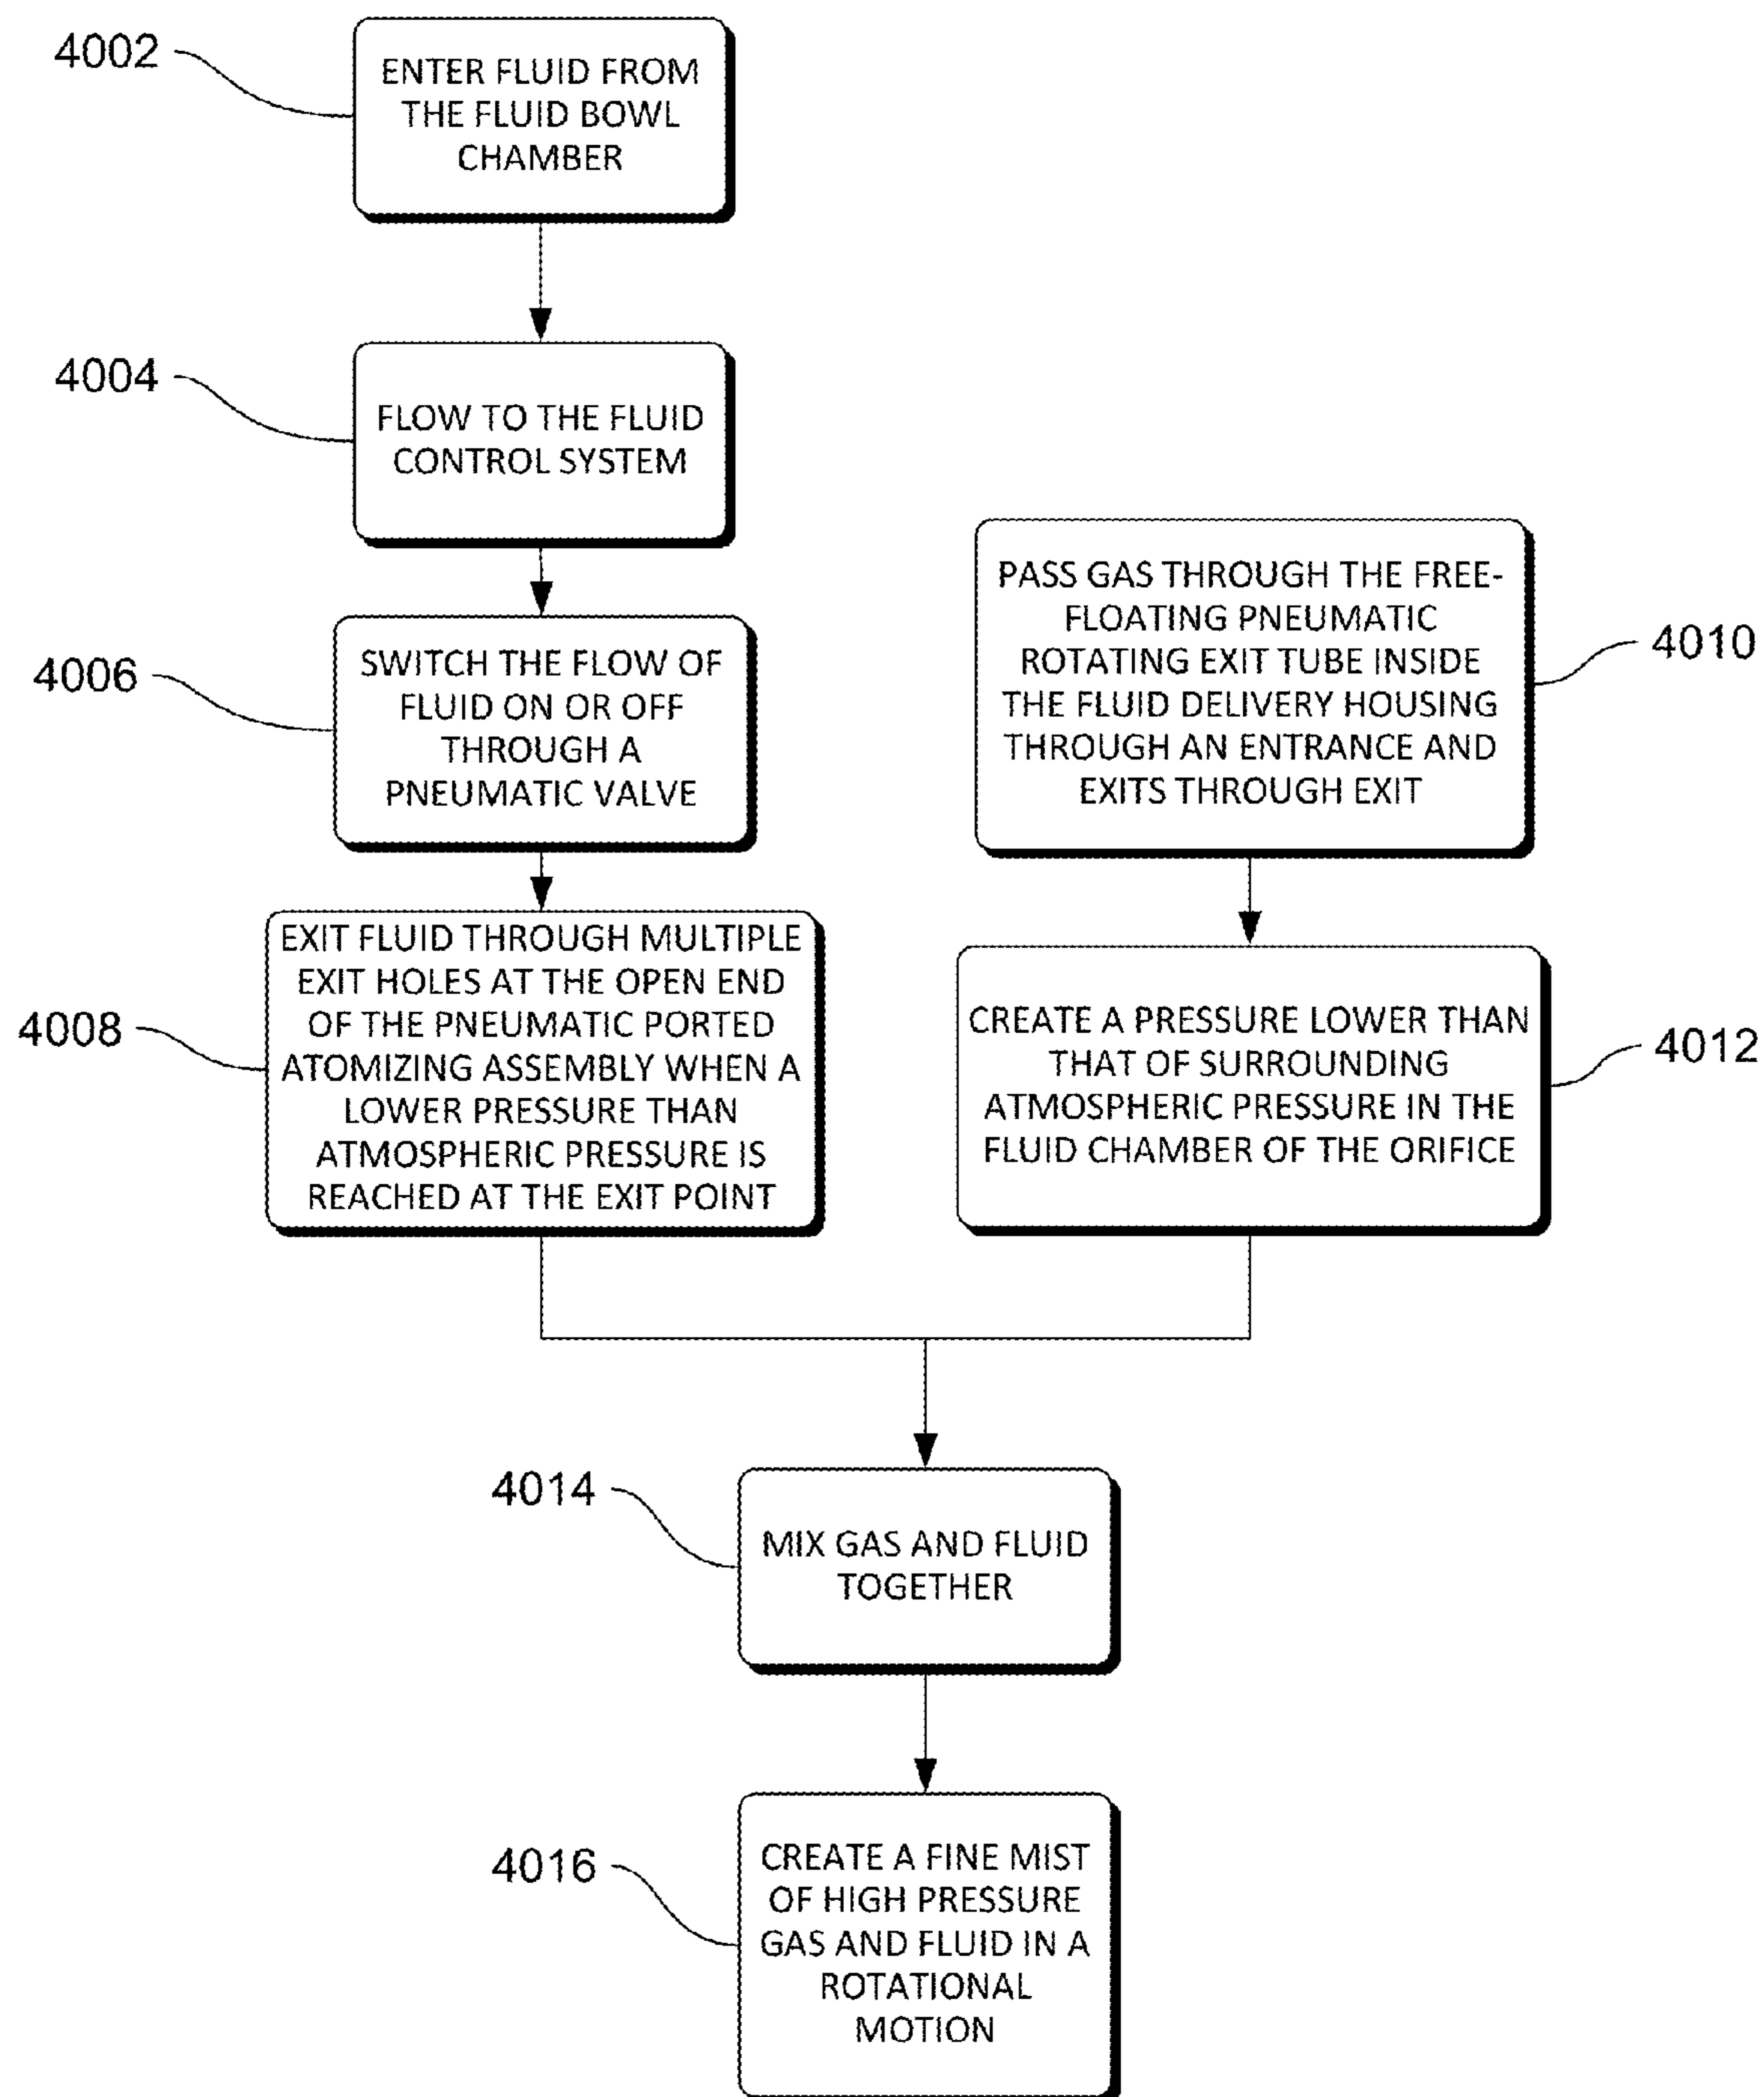 4002
ENTER FLUID FROM
THE FLUID BOWL
CHAMBER
4004
FLOW TO THE FLUID
CONTROL SYSTEM
4006
SWITCH THE FLOW OF
FLUID ON OR OFF
THROUGH A
PNEUMATIC VALVE
4008
EXIT FLUID THROUGH MULTIPLE
EXIT HOLES AT THE OPEN END
OF THE PNEUMATIC PORTED
ATOMIZING ASSEMBLY WHEN A
LOWER PRESSURE THAN
ATMOSPHERIC PRESSURE IS
REACHED AT THE EXIT POINT
PASS GAS THROUGH THE FREE-
FLOATING PNEUMATIC
ROTATING EXIT TUBE INSIDE
THE FLUID DELIVERY HOUSING
THROUGH AN ENTRANCE AND
EXITS THROUGH EXIT
4010
CREATE A PRESSURE LOWER THAN
THAT OF SURROUNDING
ATMOSPHERIC PRESSURE IN THE
FLUID CHAMBER OF THE ORIFICE
4012
4014
MIX GAS AND FLUID
TOGETHER
4016
CREATE A FINE MIST
OF HIGH PRESSURE
GAS AND FLUID IN A
ROTATIONAL
MOTION